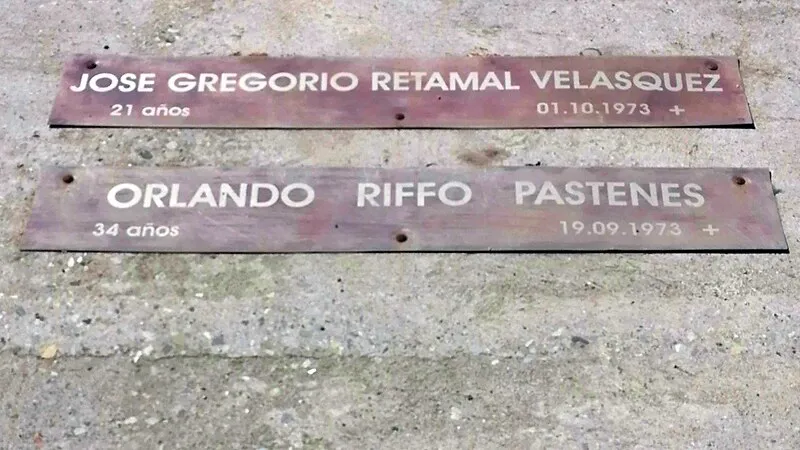 JOSE GREGORIO RETAMAL VELASQUEZ
21 años 01.10.1973 +
ORLANDO RIFFO PASTENES
34 años 19.09.1973 +